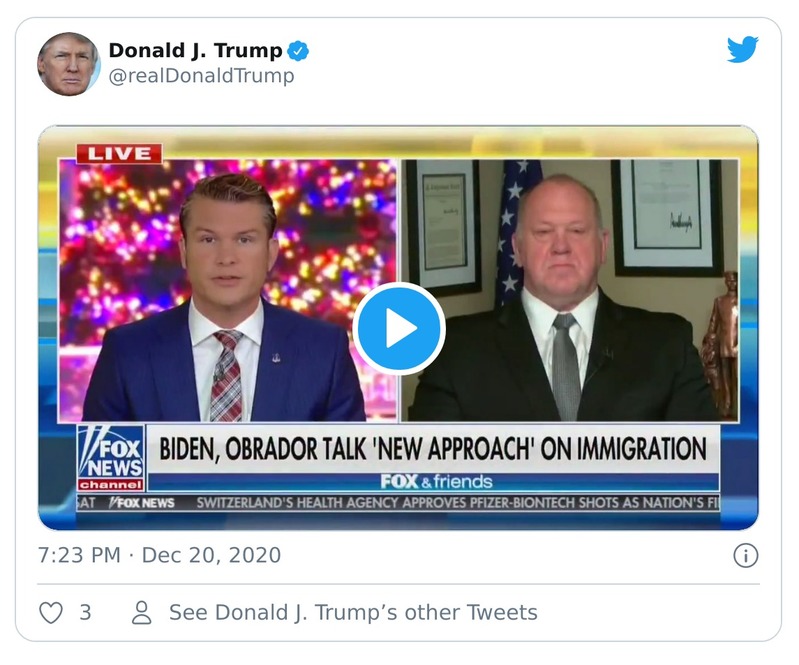 Donald J. Trump
@realDonaldTrump
LIVE
FOX
NEWS
channel
BIDEN, OBRADOR TALK 'NEW APPROACH' ON IMMIGRATION
FOX & friends
SAT FOX NEWS SWITZERLAND'S HEALTH AGENCY APPROVES PFIZER-BIONTECH SHOTS AS NATION'S FI
7:23 PM · Dec 20, 2020
3 See Donald J. Trump’s other Tweets